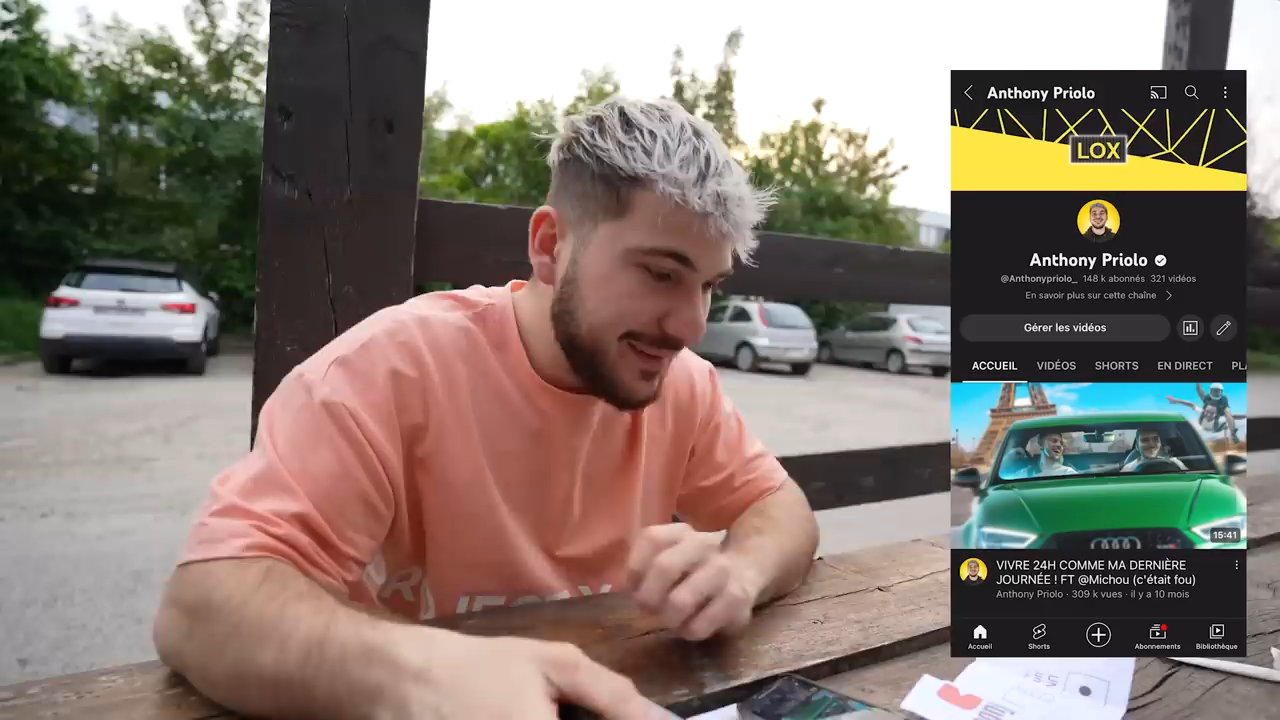 Anthony Priolo
LOX
Anthony Priolo
@Anthonypriolo_ 148 k abonnés 321 vidéos
En savoir plus sur cette chaîne
Gérer les vidéos
ACCUEIL VIDÉOS SHORTS EN DIRECT PL
15:41
VIVRE 24H COMME MA DERNIÈRE
JOURNÉE ! FT @Michou (c'était fou)
Anthony Priolo · 309 k vues · il y a 10 mois
Accueil Shorts Abonnements Bibliothèque